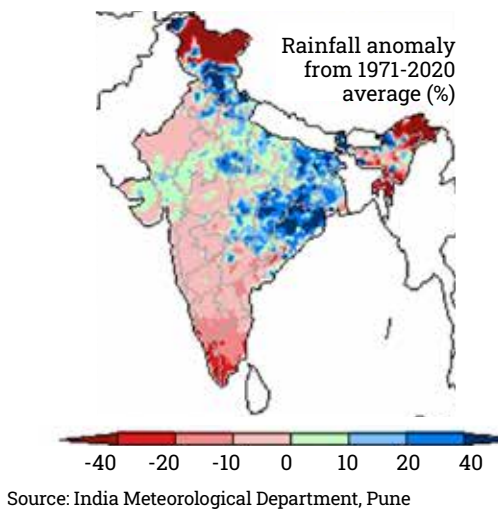 Rainfall anomaly
from 1971-2020
average (%)
-40 -20 -10 0 10 20 40
Source: India Meteorological Department, Pune